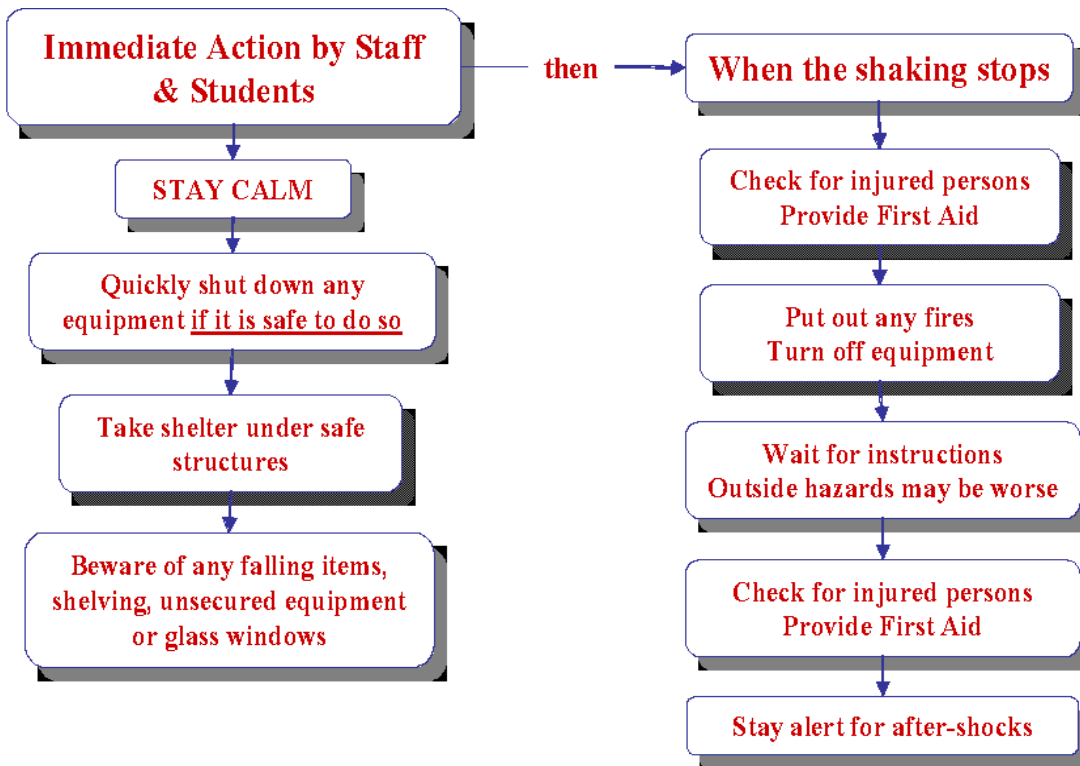 Immediate Action by Staff
& Students
then
When the shaking stops
STAY CALM
Quickly shut down any
equipment if it is safe to do so
Take shelter under safe
structures
Beware of any falling items,
shelving, unsecured equipment
or glass windows
Check for injured persons
Provide First Aid
Put out any fires
Turn off equipment
Wait for instructions
Outside hazards may be worse
Check for injured persons
Provide First Aid
Stay alert for after-shocks